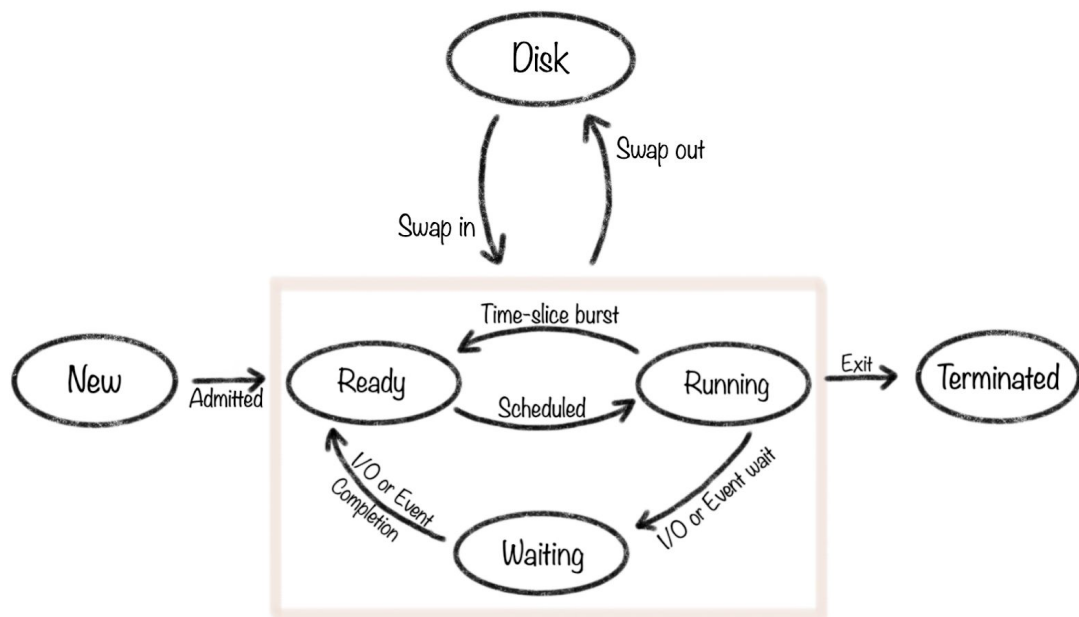 Disk
Swap out
Swap in
Time-slice burst
New
Admitted
Ready
Scheduled
Running
Exit
Terminated
I/O or Event
Completion
Waiting
I/O or Event wait